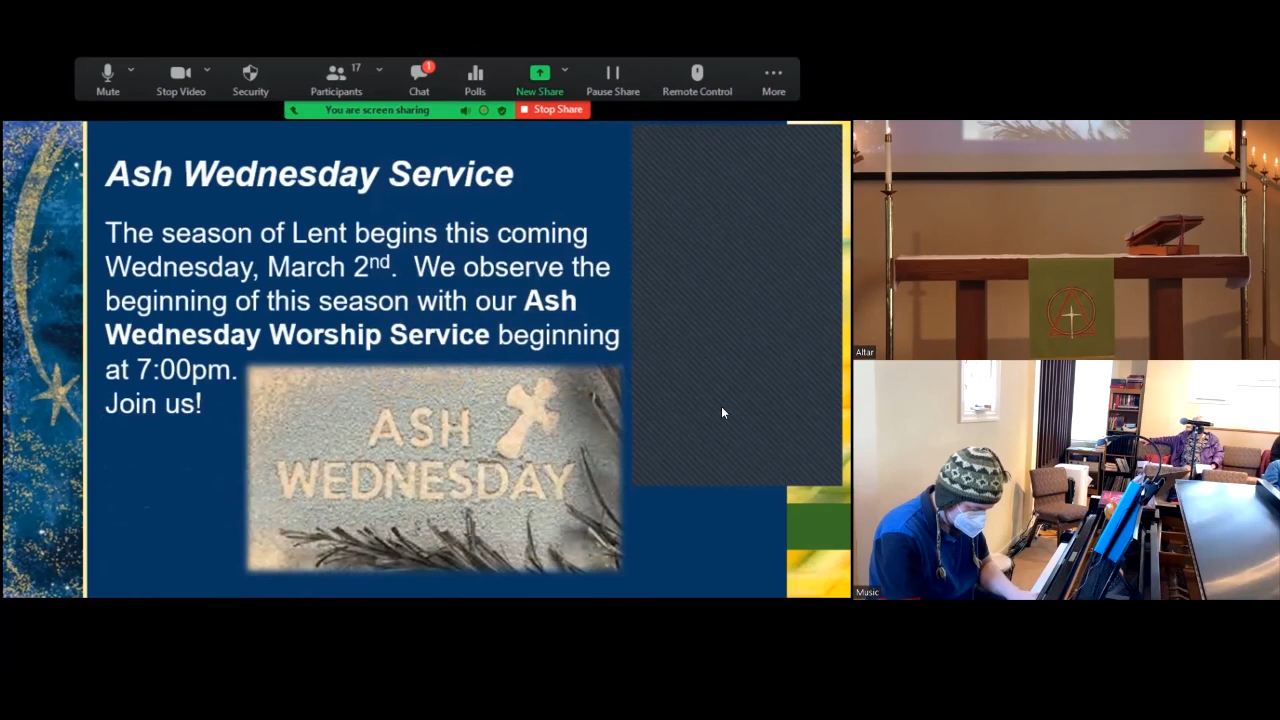 17
1
Mute
Stop Video
Security
Participants
Chat
Polls
New Share
Pause Share
Remote Control
More
You are screen sharing
Stop Share
Ash Wednesday Service
The season of Lent begins this coming
Wednesday, March 2nd. We observe the
beginning of this season with our Ash
Wednesday Worship Service beginning
at 7:00pm.
Join us!
ASH
WEDNESDAY
Altar
Music